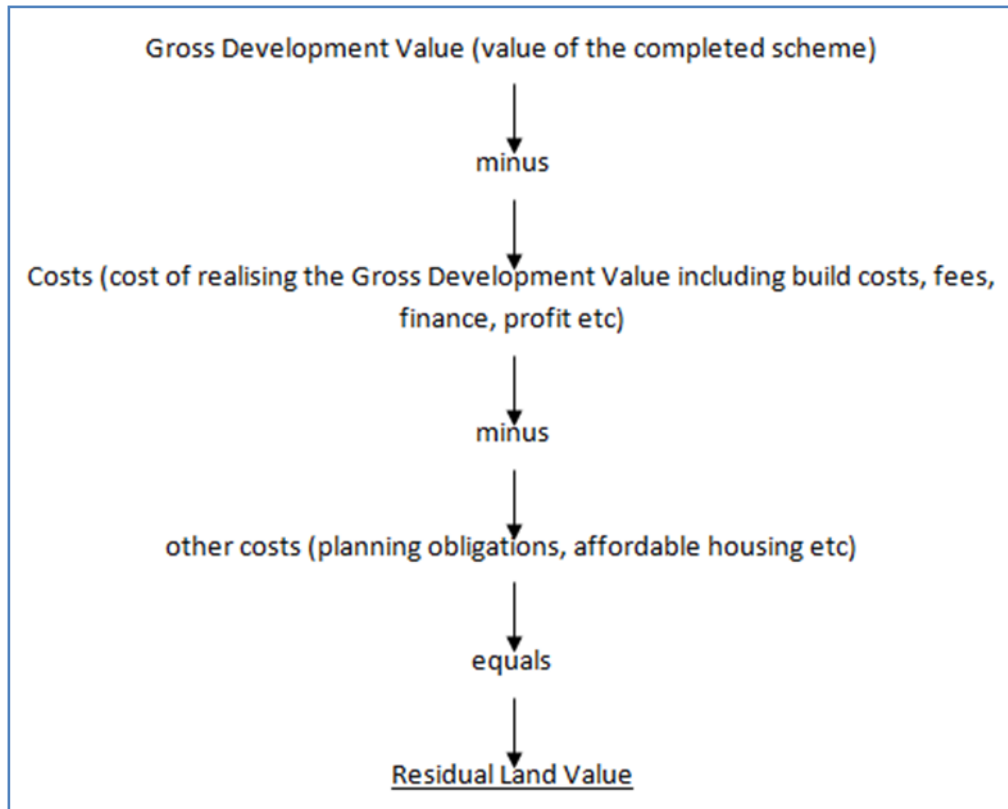 Gross Development Value (value of the completed scheme)
minus
Costs (cost of realising the Gross Development Value including build costs, fees,
finance, profit etc)
minus
other costs (planning obligations, affordable housing etc)
equals
Residual Land Value